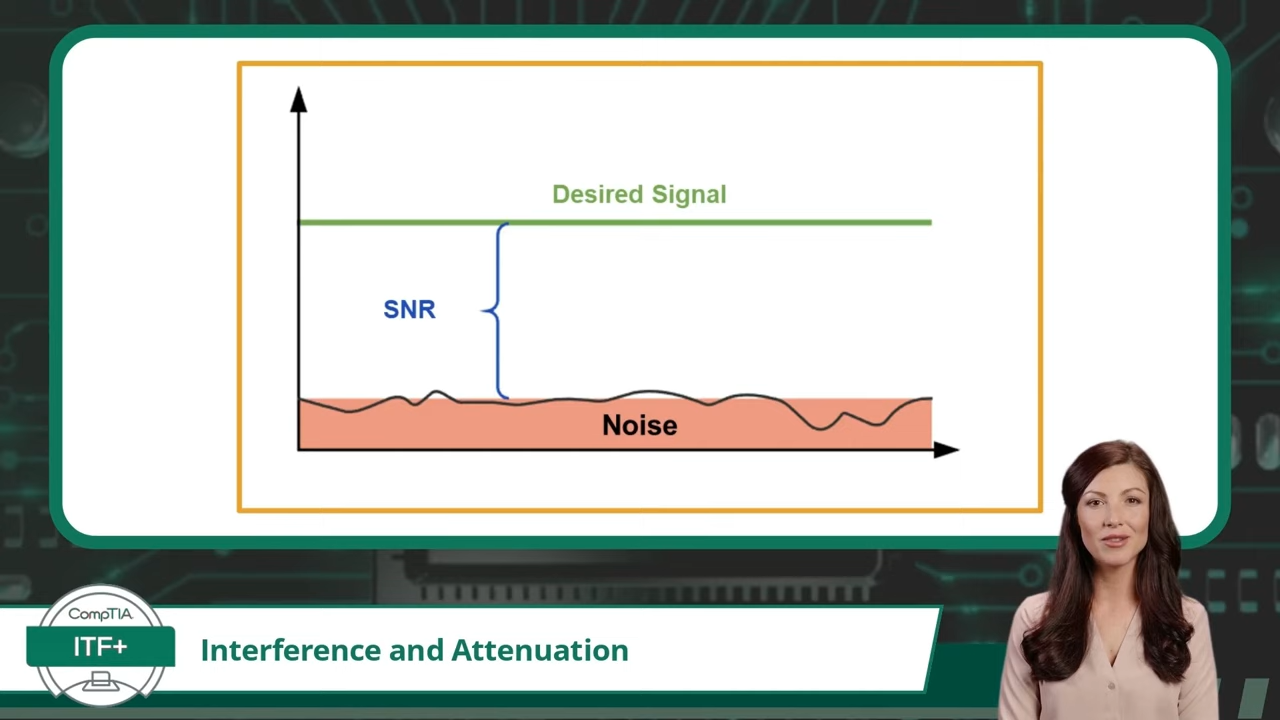 Desired Signal
SNR
Noise
CompTIA
ITF+
Interference and Attenuation